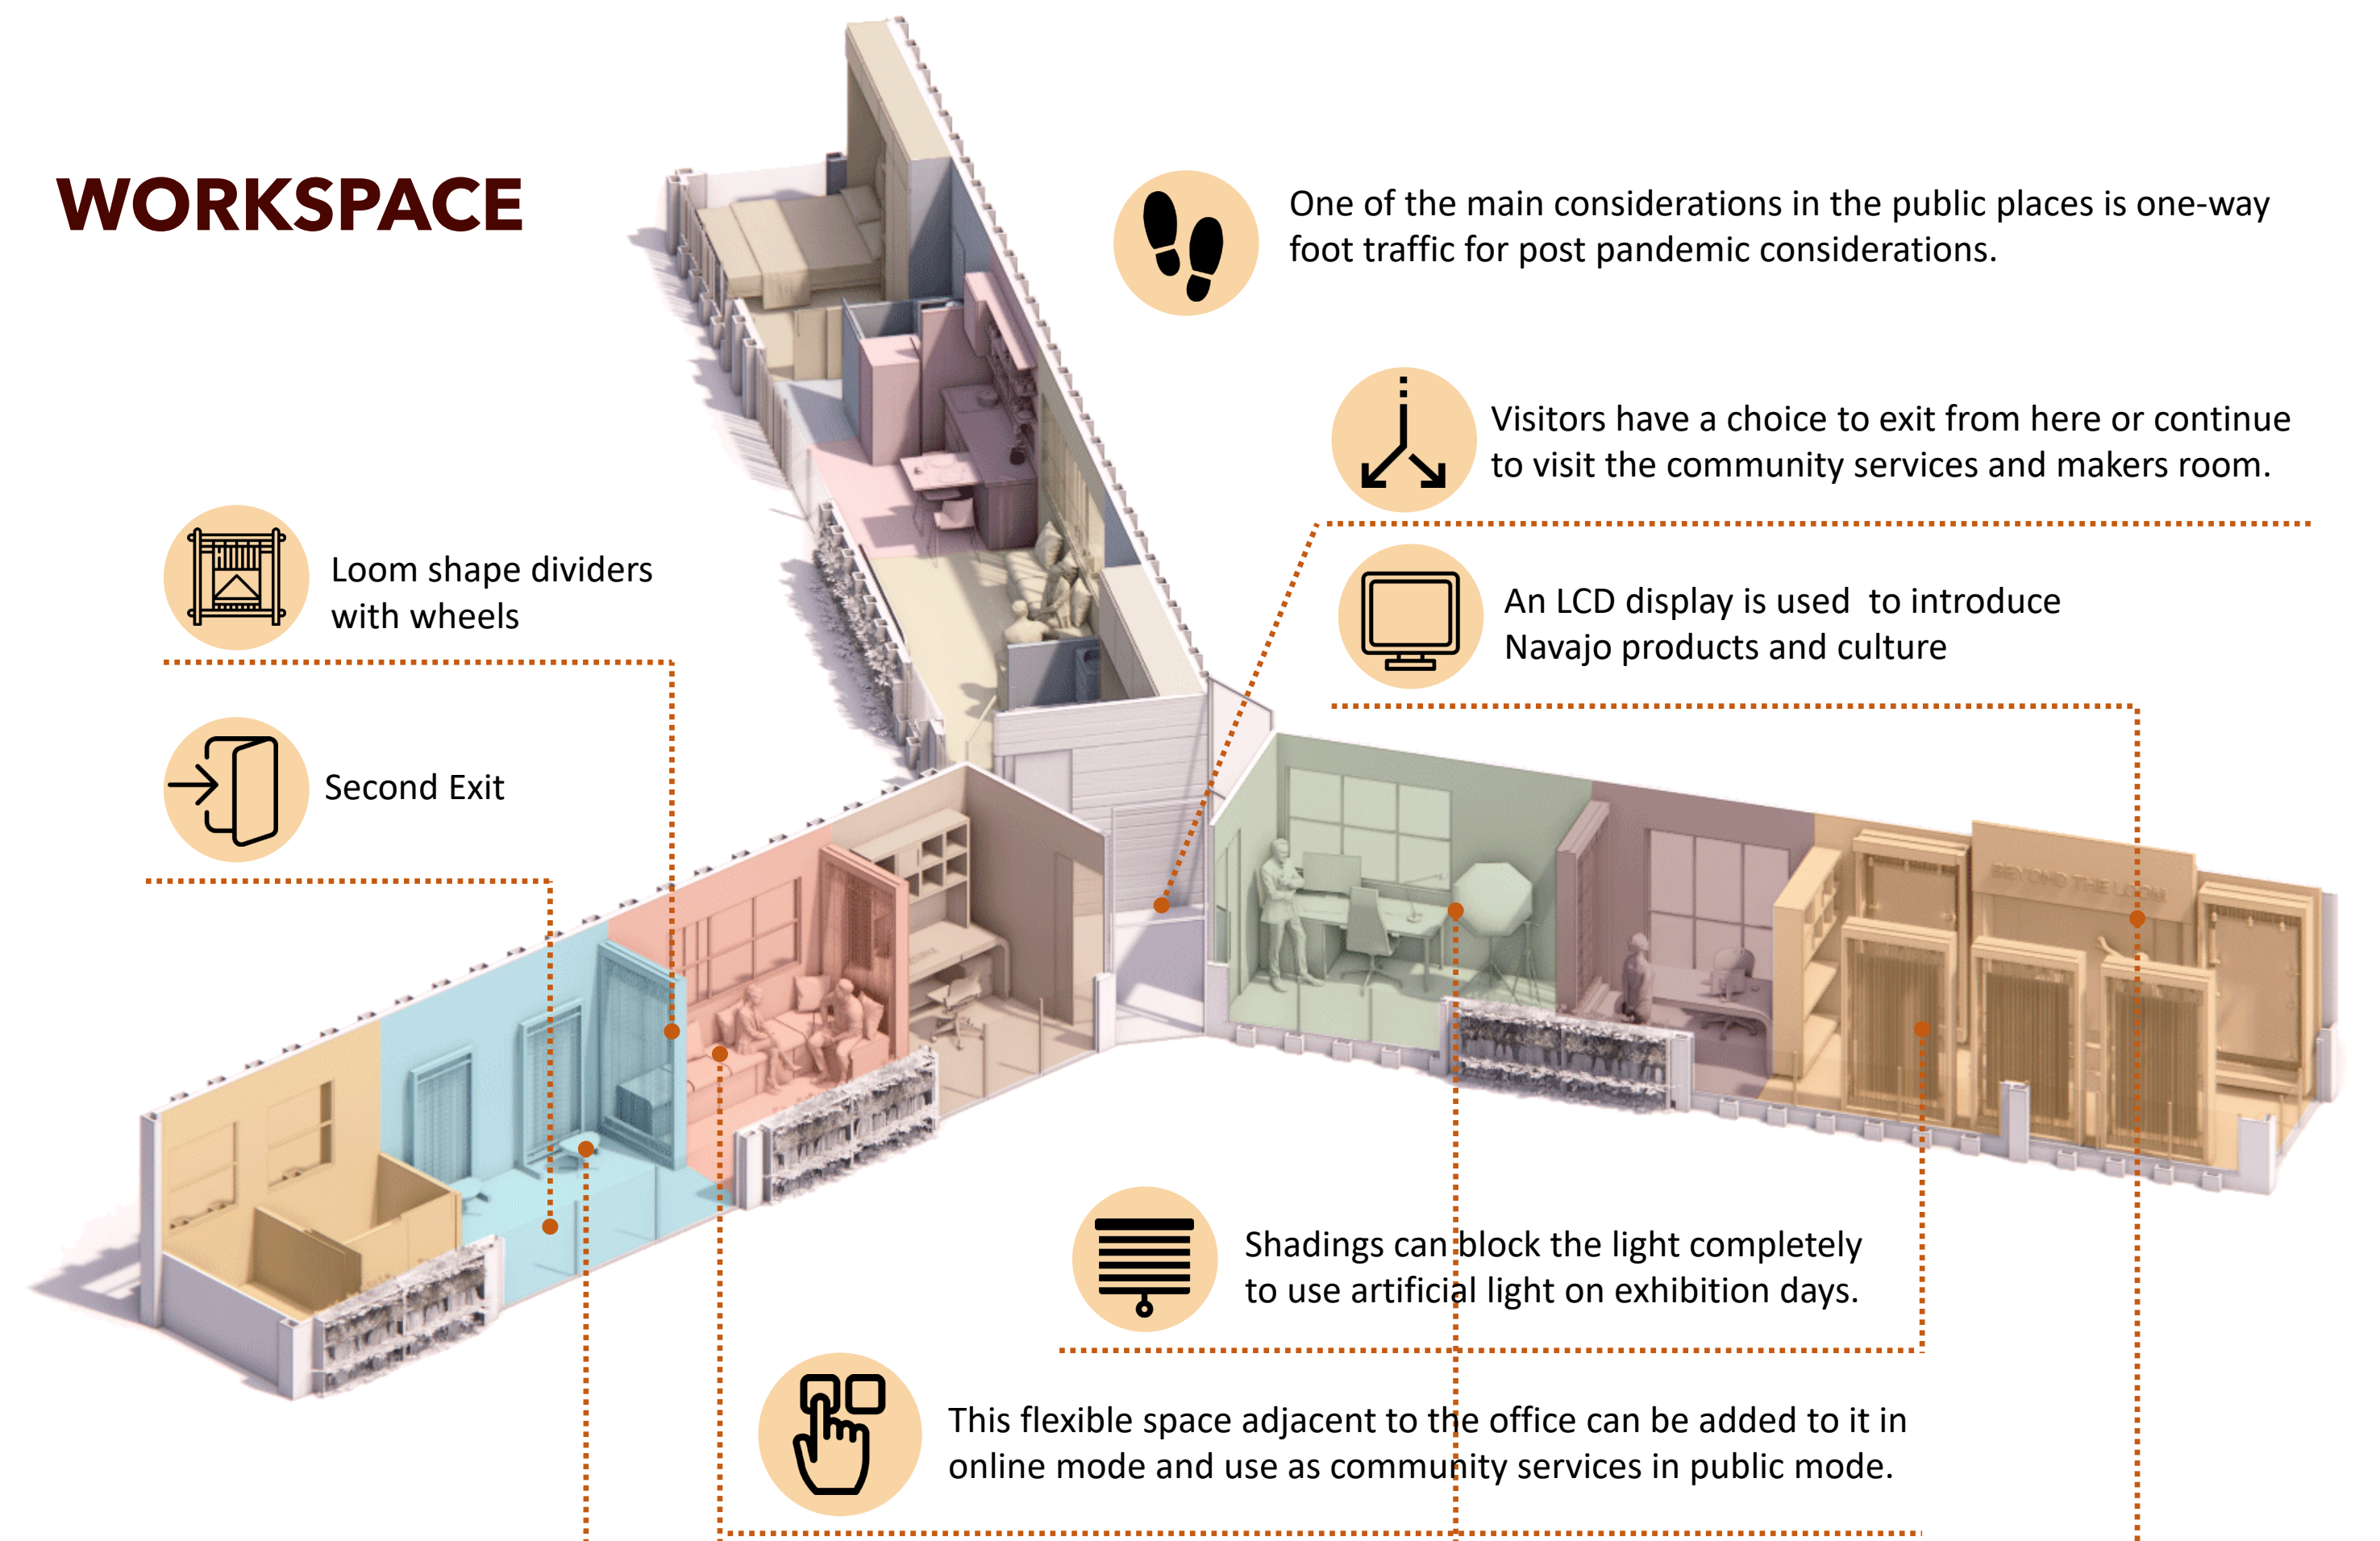 WORKSPACE
One of the main considerations in the public places is one-way
foot traffic for post pandemic considerations.
Visitors have a choice to exit from here or continue
to visit the community services and makers room.
Loom shape dividers
with wheels
An LCD display is used to introduce
Navajo products and culture
Second Exit
BEYOND THE LOOM
Shadings can block the light completely
to use artificial light on exhibition days.
This flexible space adjacent to the office can be added to it in
online mode and use as community services in public mode.